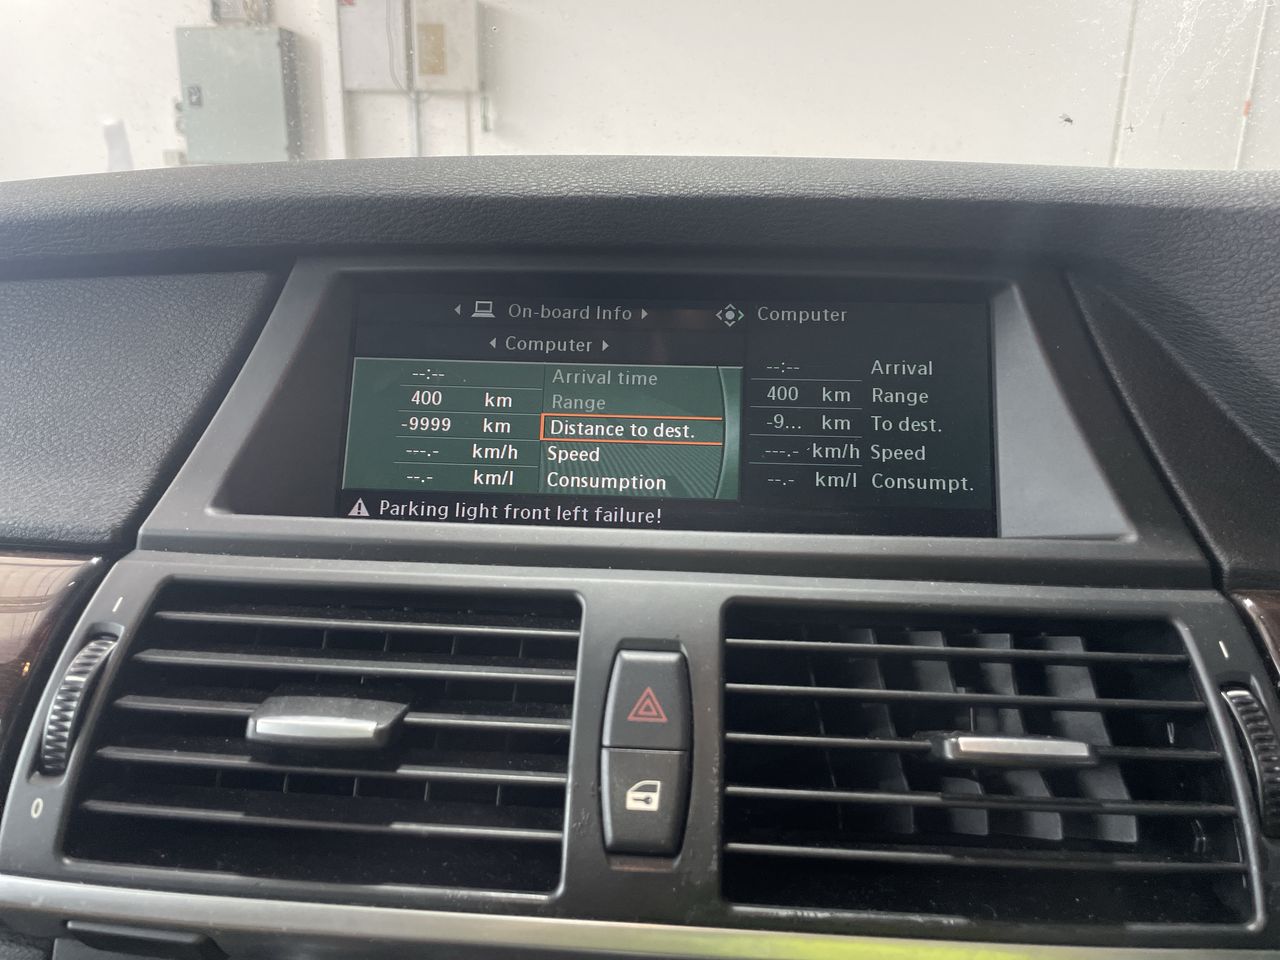 On-board Info
Computer
Computer
--:-- Arrival time
400 km Range
-9999 km Distance to dest.
---.- km/h Speed
--.- km/l Consumption
--:-- Arrival
400 km Range
-9... km To dest.
---.- km/h Speed
--.- km/l Consumpt.
Parking light front left failure!
0